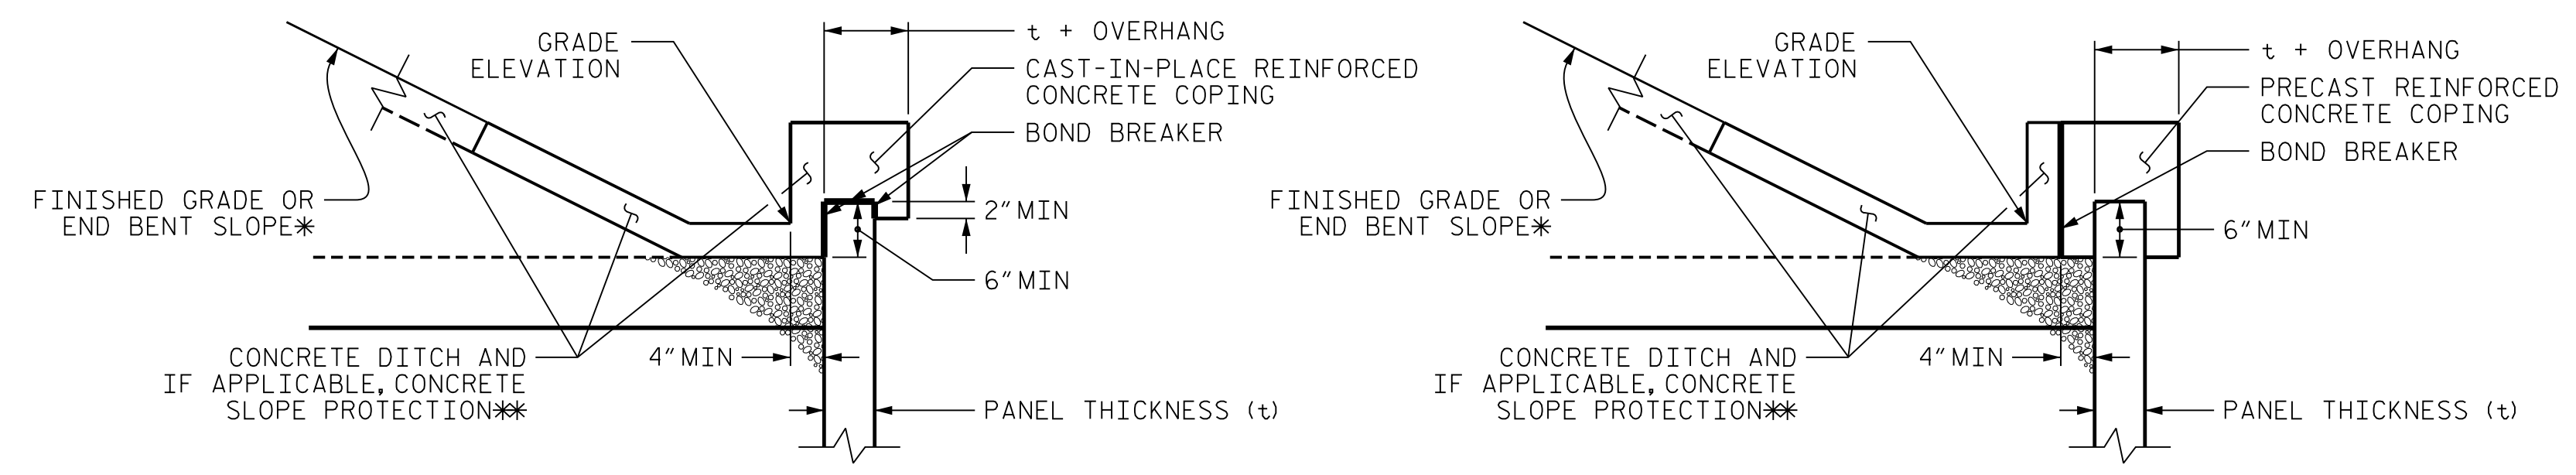 GRADE
ELEVATION
t + OVERHANG
CAST-IN-PLACE REINFORCED
CONCRETE COPING
BOND BREAKER
FINISHED GRADE OR
END BENT SLOPE*
2" MIN
6" MIN
CONCRETE DITCH AND
IF APPLICABLE, CONCRETE
SLOPE PROTECTION**
4" MIN
PANEL THICKNESS (t)
GRADE
ELEVATION
t + OVERHANG
PRECAST REINFORCED
CONCRETE COPING
BOND BREAKER
FINISHED GRADE OR
END BENT SLOPE*
6" MIN
CONCRETE DITCH AND
IF APPLICABLE, CONCRETE
SLOPE PROTECTION**
4" MIN
PANEL THICKNESS (t)